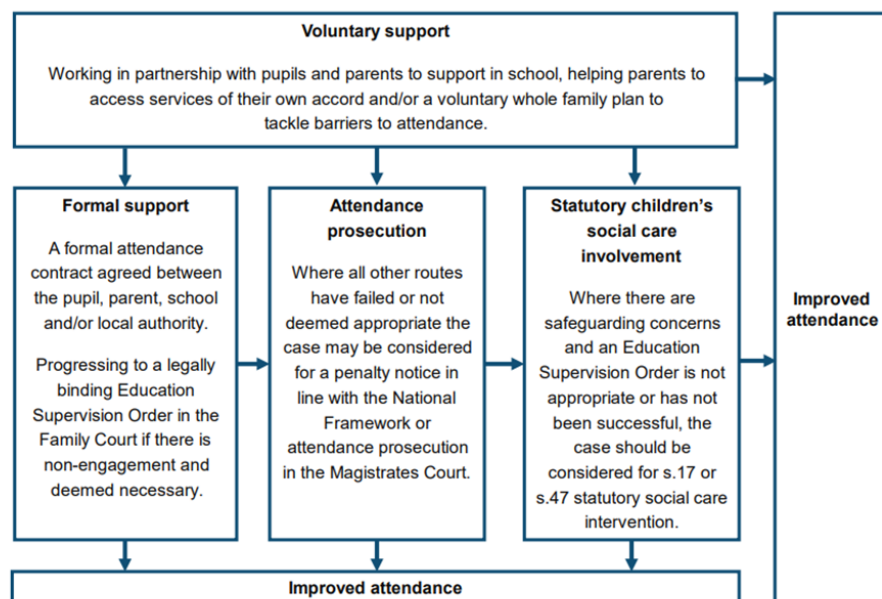 Voluntary support
Working in partnership with pupils and parents to support in school, helping parents to
access services of their own accord and/or a voluntary whole family plan to
tackle barriers to attendance.
Formal support
A formal attendance
contract agreed between
the pupil, parent, school
and/or local authority.
Progressing to a legally
binding Education
Supervision Order in the
Family Court if there is
non-engagement and
deemed necessary.
Attendance
prosecution
Where all other routes
have failed or not
deemed appropriate the
case may be considered
for a penalty notice in
line with the National
Framework or
attendance prosecution
in the Magistrates Court.
Statutory children’s
social care
involvement
Where there are
safeguarding concerns
and an Education
Supervision Order is not
appropriate or has not
been successful, the
case should be
considered for s.17 or
s.47 statutory social care
intervention.
Improved
attendance
Improved attendance